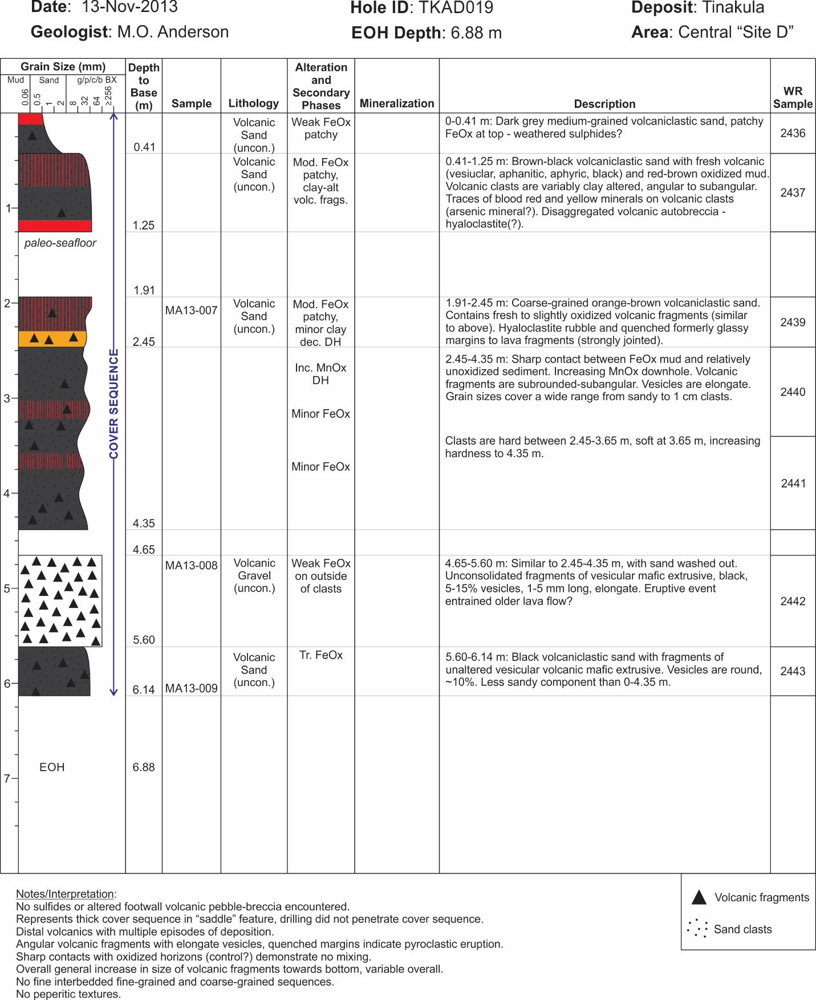 Date: 13-Nov-2013
Hole ID: TKAD019
Deposit: Tinakula
Geologist: M.O. Anderson
EOH Depth: 6.88 m
Area: Central “Site D”
Grain Size (mm)
Mud
Sand
g/p/c/b BX
0.06
0.5
1
2
8
32
64
≥256
Depth
to
Base
(m)
Sample
Lithology
Alteration
and
Secondary
Phases
Mineralization
Description
WR
Sample
0.41
Volcanic
Sand
(uncon.)
Weak FeOx
patchy
0-0.41 m: Dark grey medium-grained volcaniclastic sand, patchy
FeOx at top - weathered sulphides?
2436
1
1.25
Volcanic
Sand
(uncon.)
Mod. FeOx
patchy,
clay-alt
volc. frags.
0.41-1.25 m: Brown-black volcaniclastic sand with fresh volcanic
(vesiuclar, aphanitic, aphyric, black) and red-brown oxidized mud.
Volcanic clasts are variably clay altered, angular to subangular.
Traces of blood red and yellow minerals on volcanic clasts
(arsenic mineral?). Disaggregated volcanic autobreccia -
hyaloclastite(?).
2437
paleo-seafloor
1.91
2
2.45
MA13-007
Volcanic
Sand
(uncon.)
Mod. FeOx
patchy,
minor clay
dec. DH
1.91-2.45 m: Coarse-grained orange-brown volcaniclastic sand.
Contains fresh to slightly oxidized volcanic fragments (similar
to above). Hyaloclastite rubble and quenched formerly glassy
margins to lava fragments (strongly jointed).
2439
COVER SEQUENCE
3
4
4.35
Inc. MnOx
DH
Minor FeOx
Minor FeOx
2.45-4.35 m: Sharp contact between FeOx mud and relatively
unoxidized sediment. Increasing MnOx downhole. Volcanic
fragments are subrounded-subangular. Vesicles are elongate.
Grain sizes cover a wide range from sandy to 1 cm clasts.
2440
Clasts are hard between 2.45-3.65 m, soft at 3.65 m, increasing
hardness to 4.35 m.
2441
4.65
5
5.60
MA13-008
Volcanic
Gravel
(uncon.)
Weak FeOx
on outside
of clasts
4.65-5.60 m: Similar to 2.45-4.35 m, with sand washed out.
Unconsolidated fragments of vesicular mafic extrusive, black,
5-15% vesicles, 1-5 mm long, elongate. Eruptive event
entrained older lava flow?
2442
6
6.14
MA13-009
Volcanic
Sand
(uncon.)
Tr. FeOx
5.60-6.14 m: Black volcaniclastic sand with fragments of
unaltered vesicular volcanic mafic extrusive. Vesicles are round,
~10%. Less sandy component than 0-4.35 m.
2443
EOH
6.88
7
Notes/Interpretation:
No sulfides or altered footwall volcanic pebble-breccia encountered.
Represents thick cover sequence in “saddle” feature, drilling did not penetrate cover sequence.
Distal volcanics with multiple episodes of deposition.
Angular volcanic fragments with elongate vesicles, quenched margins indicate pyroclastic eruption.
Sharp contacts with oxidized horizons (control?) demonstrate no mixing.
Overall general increase in size of volcanic fragments towards bottom, variable overall.
No fine interbedded fine-grained and coarse-grained sequences.
No peperitic textures.
Volcanic fragments
Sand clasts